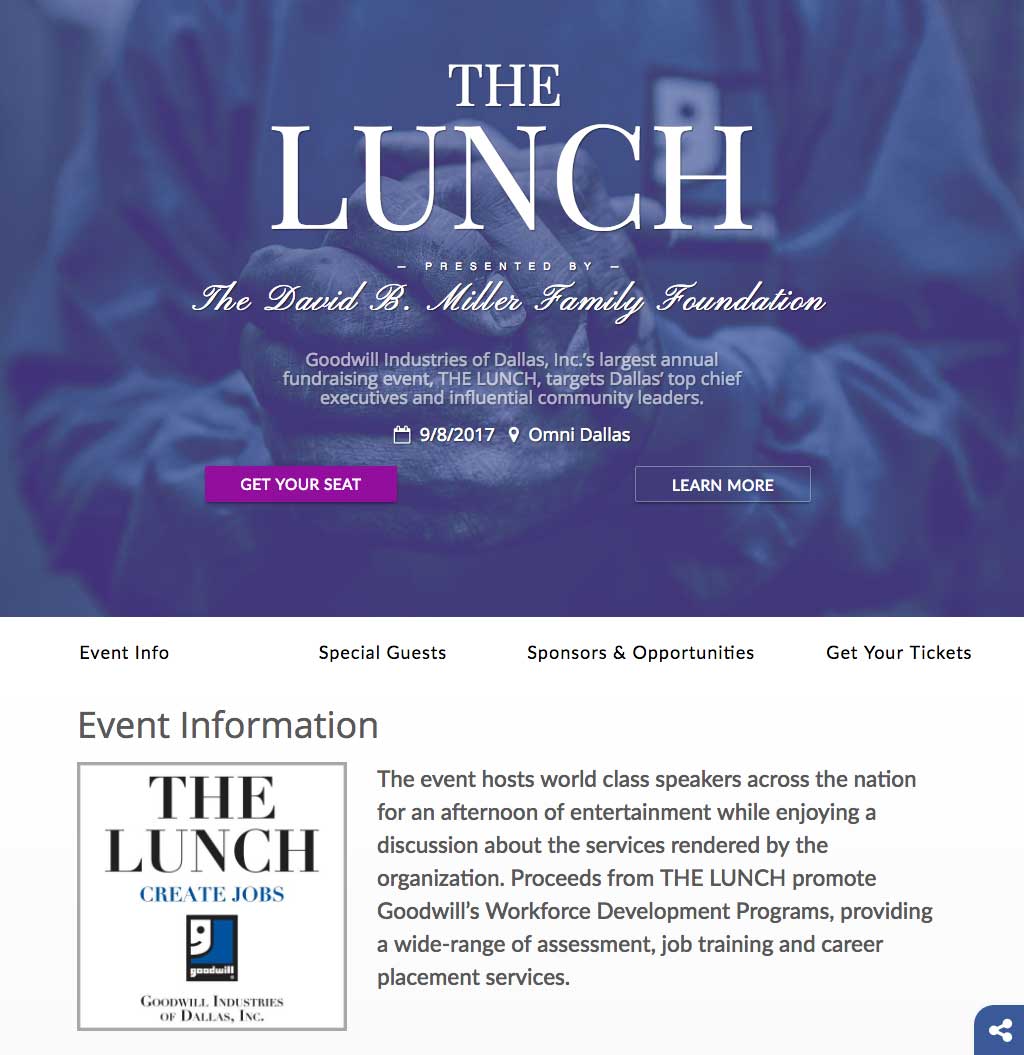 THE
LUNCH
– PRESENTED BY –
The David B. Miller Family Foundation
Goodwill Industries of Dallas, Inc.'s largest annual
fundraising event, THE LUNCH, targets Dallas' top chief
executives and influential community leaders.
9/8/2017 Omni Dallas
GET YOUR SEAT
LEARN MORE
Event Info
Special Guests
Sponsors & Opportunities
Get Your Tickets
Event Information
THE
LUNCH
CREATE JOBS
goodwill
GOODWILL INDUSTRIES
OF DALLAS, INC.
The event hosts world class speakers across the nation
for an afternoon of entertainment while enjoying a
discussion about the services rendered by the
organization. Proceeds from THE LUNCH promote
Goodwill's Workforce Development Programs, providing
a wide-range of assessment, job training and career
placement services.